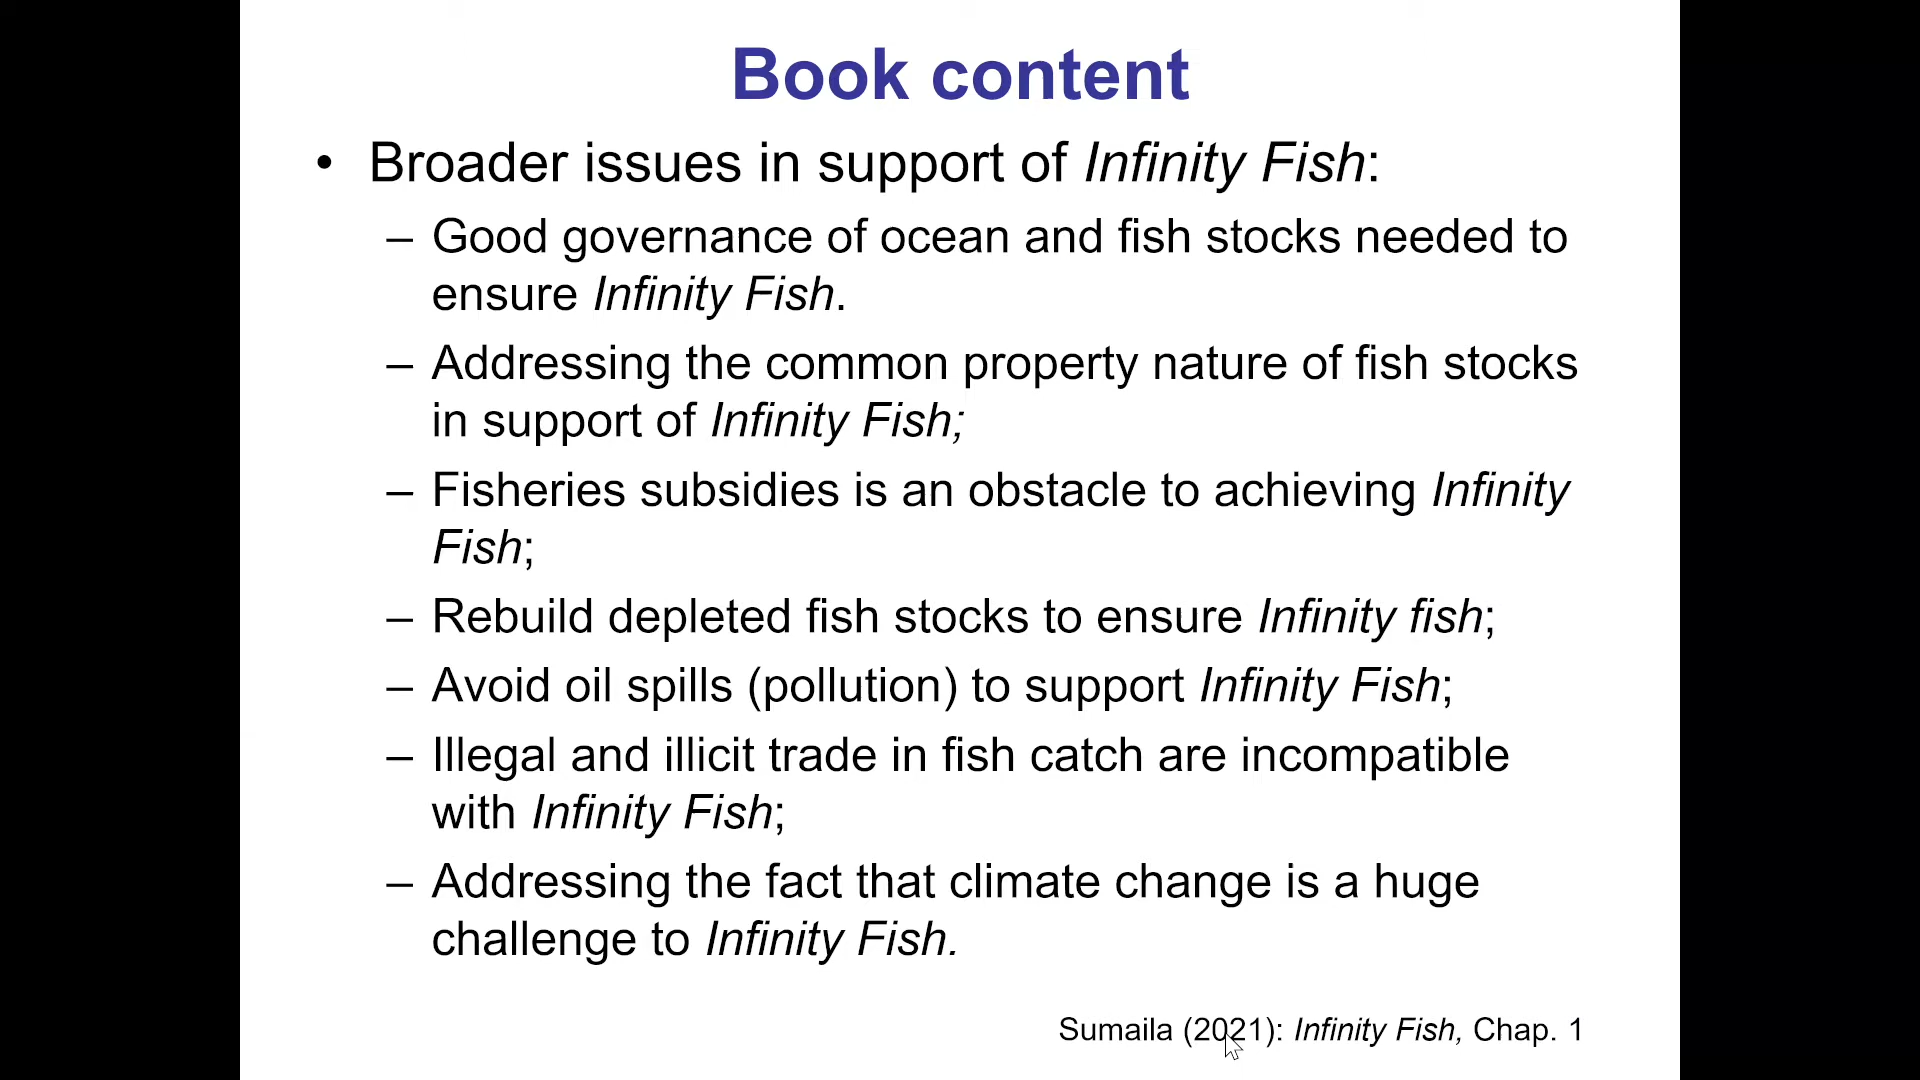 Book content
• Broader issues in support of Infinity Fish:
– Good governance of ocean and fish stocks needed to
ensure Infinity Fish.
– Addressing the common property nature of fish stocks
in support of Infinity Fish;
– Fisheries subsidies is an obstacle to achieving Infinity
Fish;
– Rebuild depleted fish stocks to ensure Infinity fish;
– Avoid oil spills (pollution) to support Infinity Fish;
– Illegal and illicit trade in fish catch are incompatible
with Infinity Fish;
– Addressing the fact that climate change is a huge
challenge to Infinity Fish.
Sumaila (2021): Infinity Fish, Chap. 1